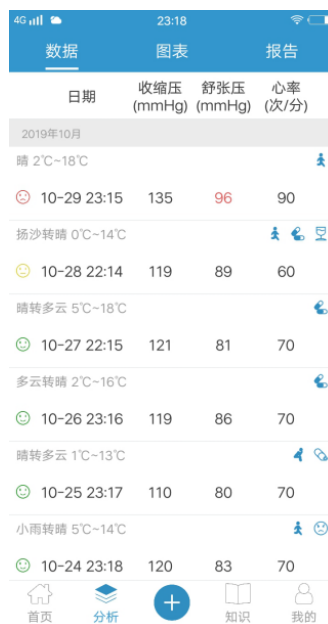 4G 23:18
数据 图表 报告
日期 收缩压 舒张压 心率
(mmHg) (mmHg) (次/分)
2019年10月
晴 2℃~18℃
10-29 23:15 135 96 90
扬沙转晴 0℃~14℃
10-28 22:14 119 89 60
晴转多云 5℃~18℃
10-27 22:15 121 81 70
多云转晴 2℃~16℃
10-26 23:16 119 86 70
晴转多云 1℃~13℃
10-25 23:17 110 80 70
小雨转晴 5℃~14℃
10-24 23:18 120 83 70
首页 分析 知识 我的